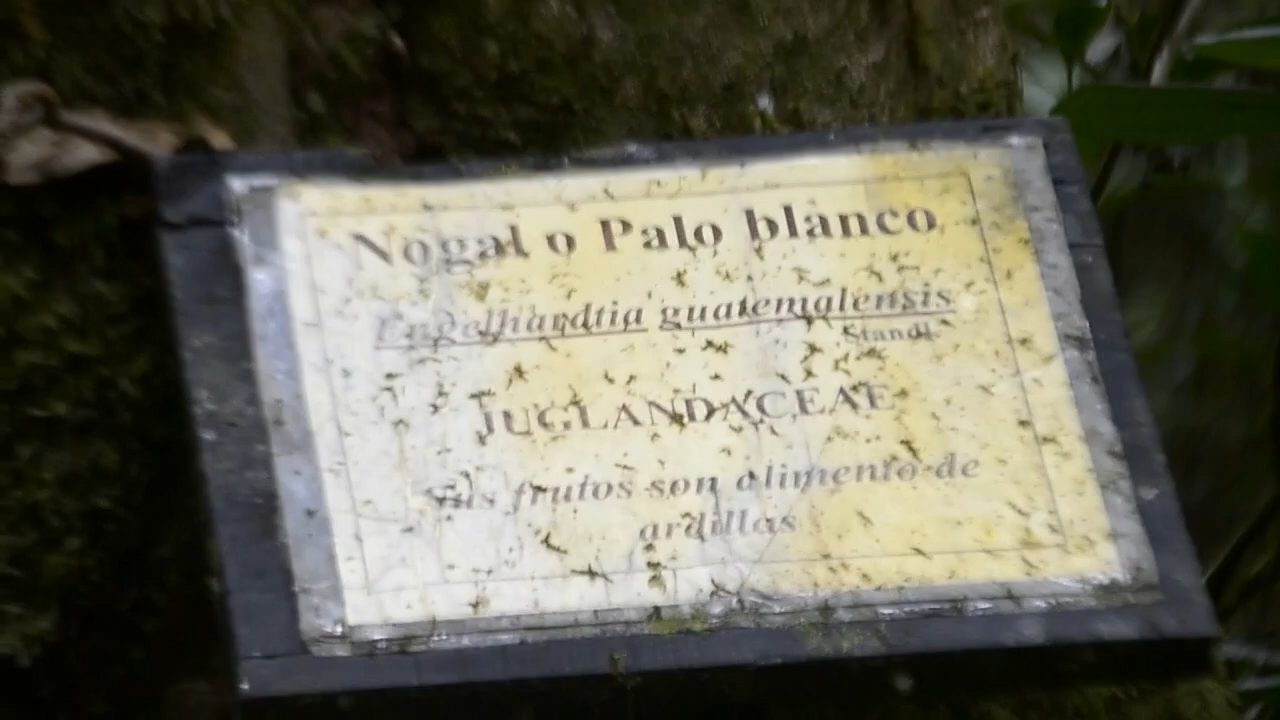 Nogal o Palo blanco
Engelhardtia guatemalensis
Standl.
JUGLANDACEAE
Sus frutos son alimento de
ardillas